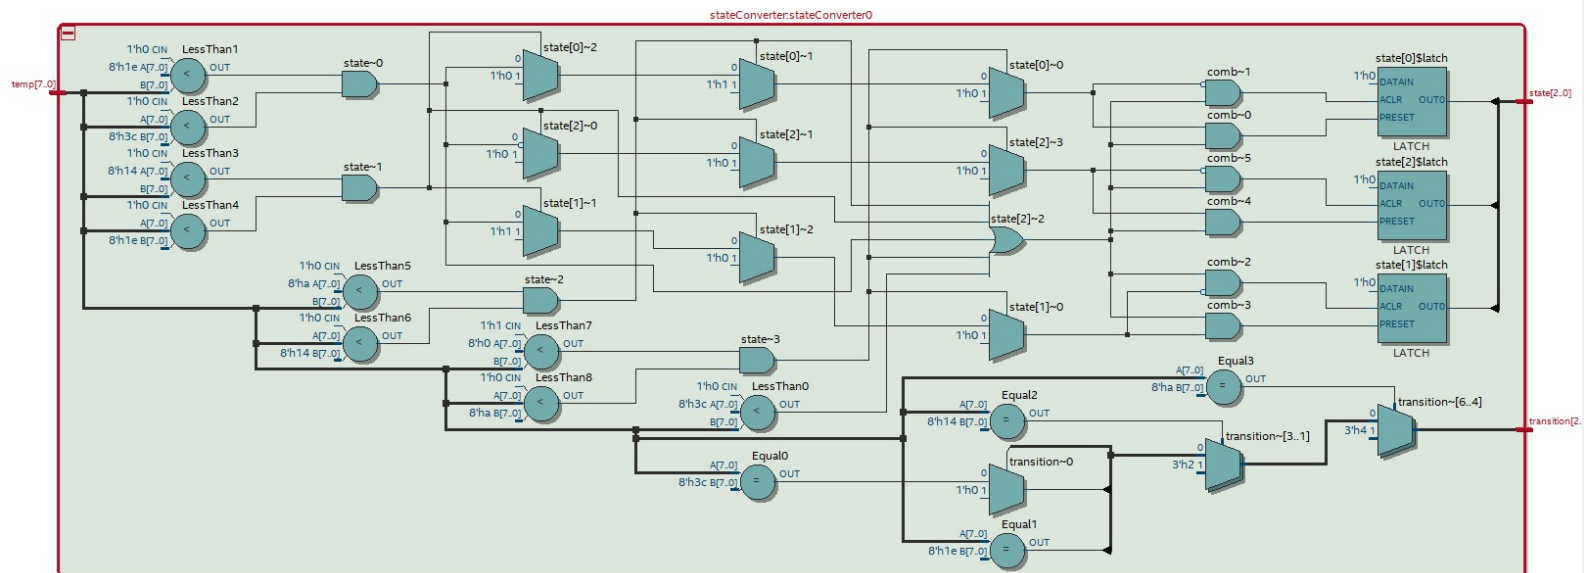 stateConverter:stateConverter0
temp[7..0]
1'h0 CIN LessThan1
8'h1e A[7..0] < OUT
B[7..0]
1'h0 CIN LessThan2
A[7..0] < OUT
8'h3c B[7..0]
1'h0 CIN LessThan3
8'h14 A[7..0] < OUT
B[7..0]
1'h0 CIN LessThan4
A[7..0] < OUT
8'h1e B[7..0]
state~0
state~1
1'h0 CIN LessThan5
8'ha A[7..0] < OUT
B[7..0]
1'h0 CIN LessThan6
A[7..0] < OUT
8'h14 B[7..0]
state[0]~2
0
1'h0 1
state[2]~0
0
1'h0 1
state[1]~1
0
1'h1 1
state~2
1'h1 CIN LessThan7
8'h0 A[7..0] < OUT
B[7..0]
1'h0 CIN LessThan8
A[7..0] < OUT
8'ha B[7..0]
state[0]~1
0
1'h1 1
state[2]~1
0
1'h0 1
state[1]~2
0
1'h0 1
state~3
1'h0 CIN LessThan0
8'h3c A[7..0] < OUT
B[7..0]
Equal0
A[7..0] = OUT
8'h3c B[7..0]
state[0]~0
0
1'h0 1
state[2]~3
0
1'h0 1
state[2]~2
state[1]~0
0
1'h0 1
Equal2
A[7..0] = OUT
8'h14 B[7..0]
transition~0
0
1'h0 1
Equal1
A[7..0] = OUT
8'h1e B[7..0]
comb~1
comb~0
comb~5
comb~4
comb~2
comb~3
Equal3
A[7..0] = OUT
8'ha B[7..0]
transition~[3..1]
0
3'h2 1
state[0]$latch
1'h0 DATAIN
ACLR OUT0
PRESET
LATCH
state[2]$latch
1'h0 DATAIN
ACLR OUT0
PRESET
LATCH
state[1]$latch
1'h0 DATAIN
ACLR OUT0
PRESET
LATCH
transition~[6..4]
0
3'h4 1
state[2..0]
transition[2..